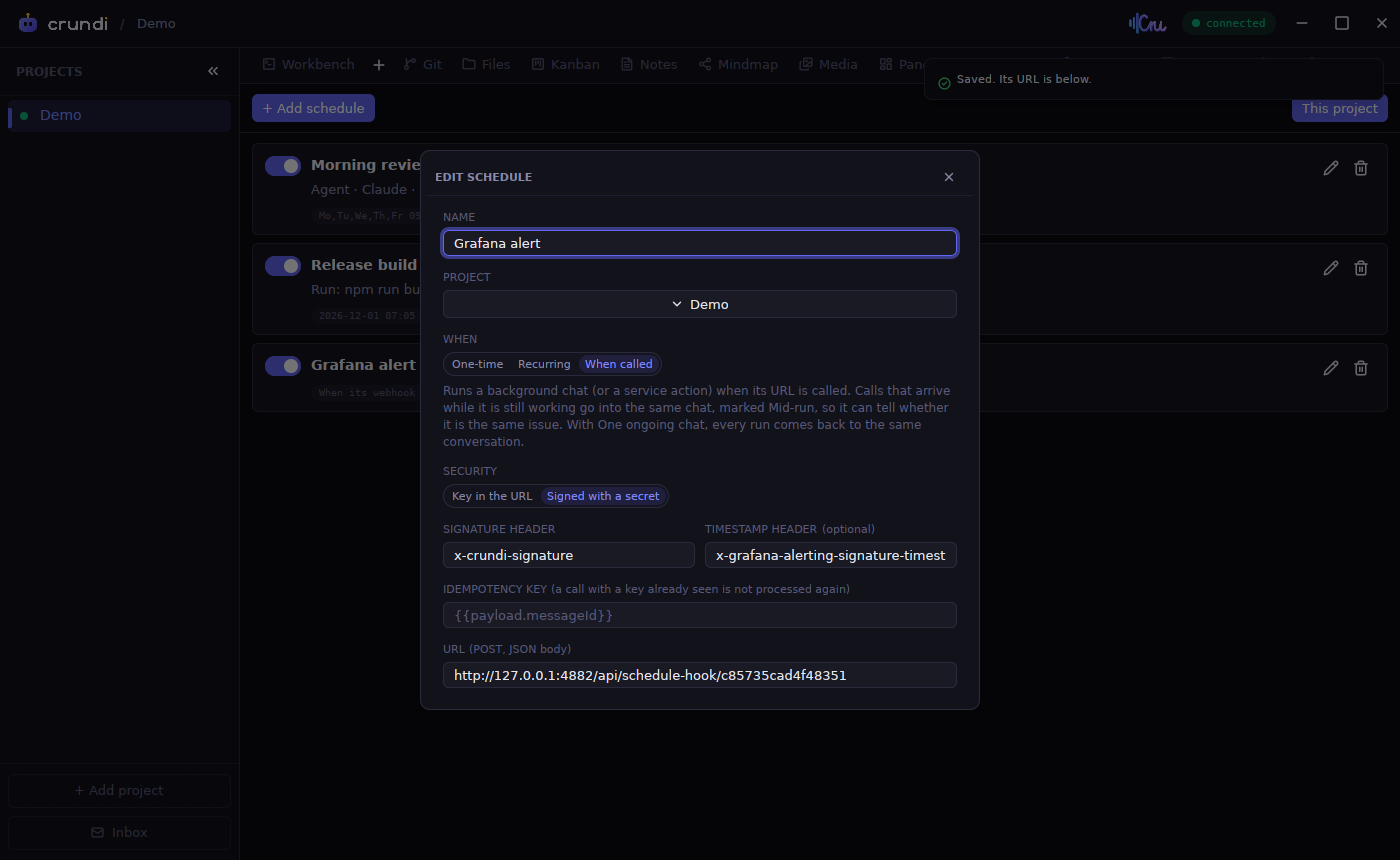 crundi / Demo
Cru
connected
PROJECTS
Demo
+ Add project
Inbox
Workbench
Git
Files
Kanban
Notes
Mindmap
Media
Saved. Its URL is below.
+ Add schedule
This project
Morning
Agent · Claude ·
Mo,Tu,We,Th,Fr
Release build
Run: npm run
2026-12-01 07:05
Grafana alert
When its webhook
EDIT SCHEDULE
NAME
Grafana alert
PROJECT
Demo
WHEN
One-time Recurring When called
Runs a background chat (or a service action) when its URL is called. Calls that arrive
while it is still working go into the same chat, marked Mid-run, so it can tell whether
it is the same issue. With One ongoing chat, every run comes back to the same
conversation.
SECURITY
Key in the URL Signed with a secret
SIGNATURE HEADER
x-crundi-signature
TIMESTAMP HEADER (optional)
x-grafana-alerting-signature-timest
IDEMPOTENCY KEY (a call with a key already seen is not processed again)
{{payload.messageId}}
URL (POST, JSON body)
http://127.0.0.1:4882/api/schedule-hook/c85735cad4f48351